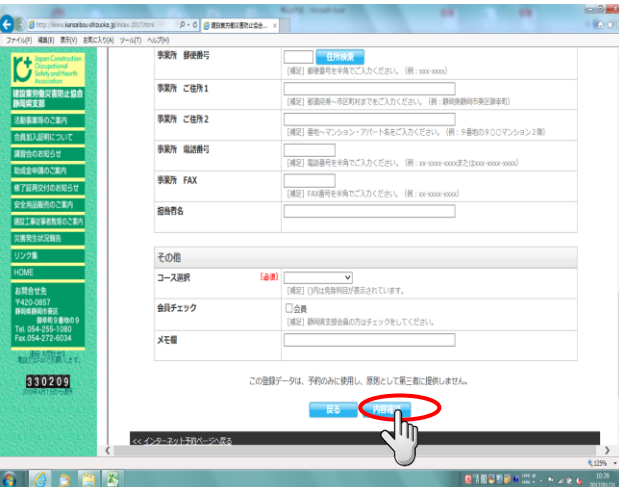 http://www.kensaibou-shizuoka.jp/index-2017.html
建設業労働災害防止協会...
ファイル(F) 編集(E) 表示(V) お気に入り(A) ツール(T) ヘルプ(H)
Japan Construction
Occupational
Safety and Health
Association
建設業労働災害防止協会
静岡県支部
活動事業等のご案内
会員加入証明について
講習会のお知らせ
助成金申請のご案内
修了証再交付のお知らせ
安全用品販売のご案内
建設工事従事者教育のご案内
災害発生状況報告
リンク集
HOME
お問合せ先
〒420-0857
静岡県静岡市葵区
御幸町9番地の9
Tel. 054-255-1080
Fax.054-272-6034
330209
事業所 郵便番号
住所検索
[補足] 郵便番号を半角でご入力ください。（例：xxx-xxxx）
事業所 ご住所1
[補足] 都道府県～市区町村までをご入力ください。（例：静岡県静岡市葵区御幸町）
事業所 ご住所2
[補足] 番地～マンション・アパート名をご入力ください。（例：9番地の9〇〇マンション2階）
事業所 電話番号
[補足] 電話番号を半角でご入力ください。（例：xx-xxxx-xxxxまたはxxx-xxxx-xxxx）
事業所 FAX
[補足] FAX番号を半角でご入力ください。（例：xx-xxxx-xxxx）
担当者名
その他
コース選択 [必須]
[補足] ()内は免除科目が表示されています。
会員チェック
会員
[補足] 静岡県支部会員の方はチェックをしてください。
メモ欄
この登録データは、予約のみに使用し、原則として第三者に提供しません。
戻る
内容
<< インターネット予約ページへ戻る
125%
10:39